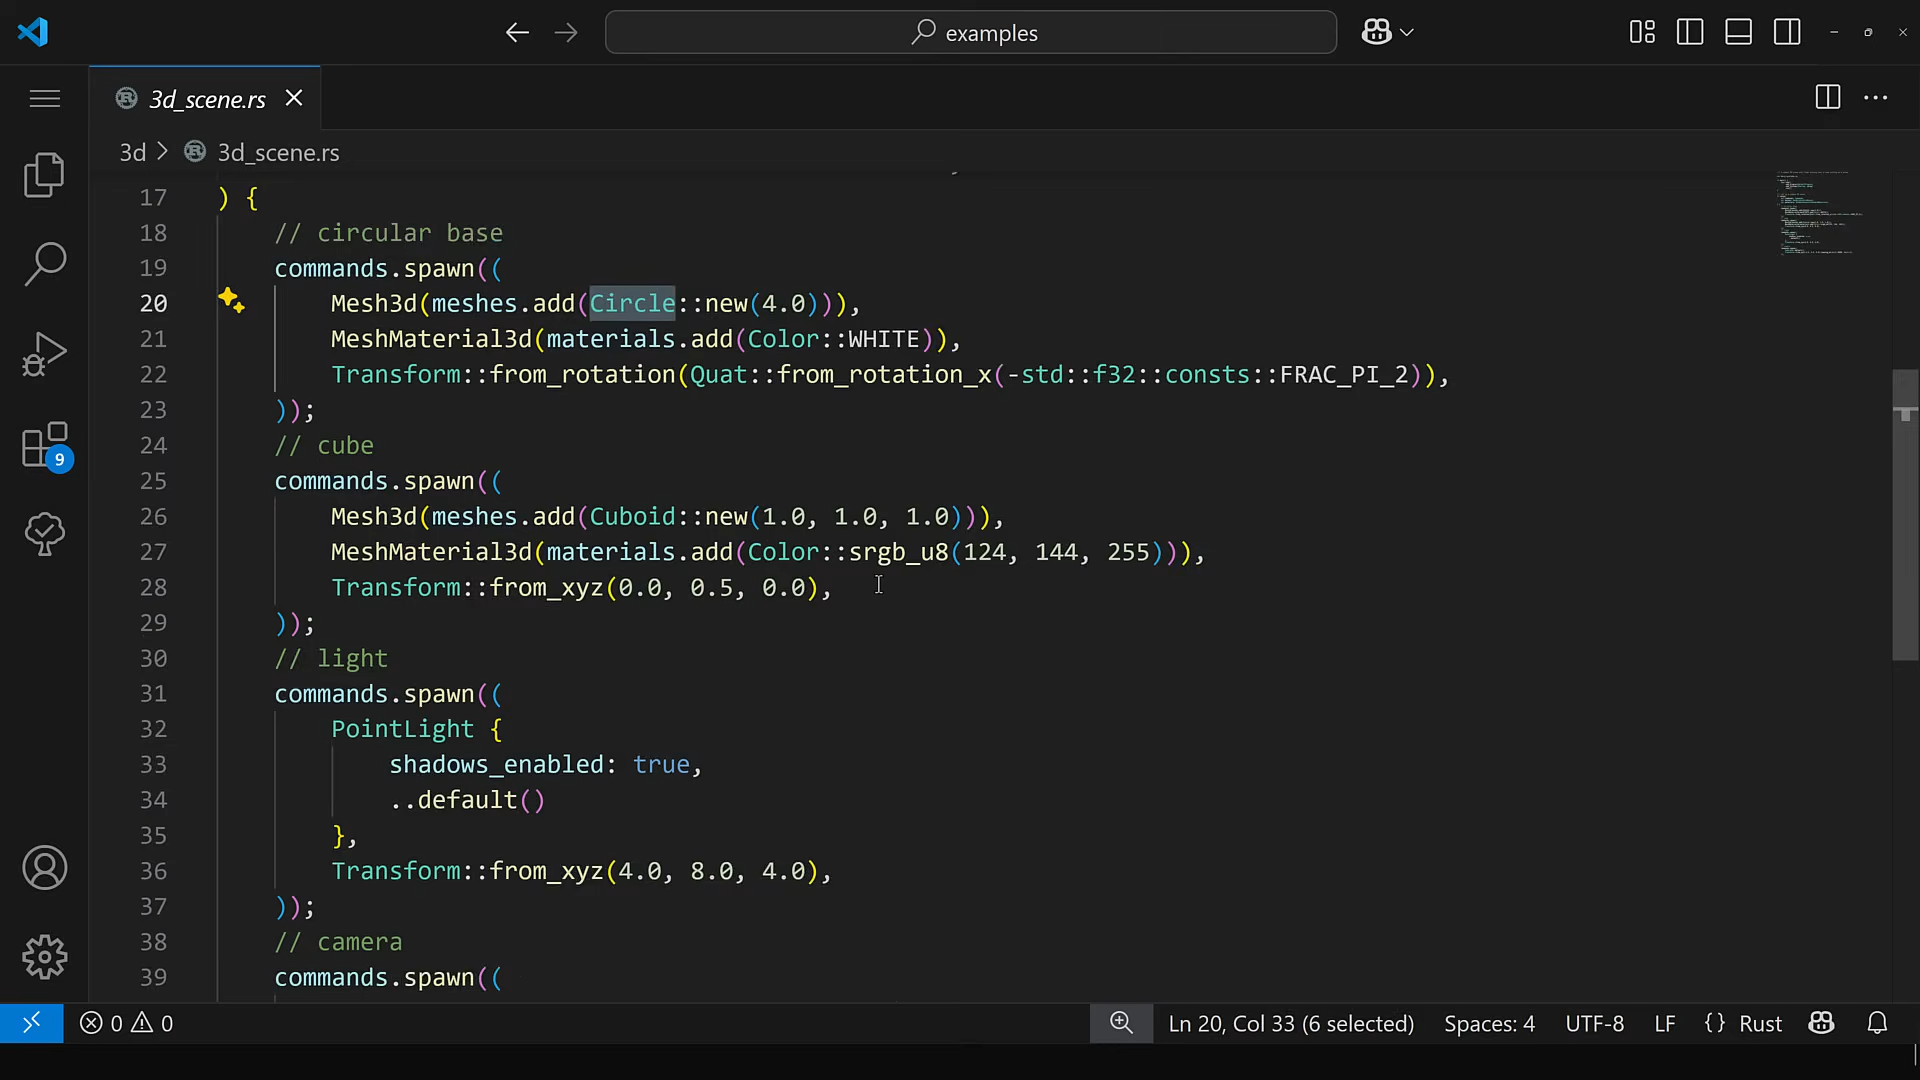 examples
3d_scene.rs
3d > 3d_scene.rs
17 ) {
18     // circular base
19     commands.spawn((
20         Mesh3d(meshes.add(Circle::new(4.0))),
21         MeshMaterial3d(materials.add(Color::WHITE)),
22         Transform::from_rotation(Quat::from_rotation_x(-std::f32::consts::FRAC_PI_2)),
23     ));
24     // cube
25     commands.spawn((
26         Mesh3d(meshes.add(Cuboid::new(1.0, 1.0, 1.0))),
27         MeshMaterial3d(materials.add(Color::srgb_u8(124, 144, 255))),
28         Transform::from_xyz(0.0, 0.5, 0.0),
29     ));
30     // light
31     commands.spawn((
32         PointLight {
33             shadows_enabled: true,
34             ..default()
35         },
36         Transform::from_xyz(4.0, 8.0, 4.0),
37     ));
38     // camera
39     commands.spawn((
9
0 0 Ln 20, Col 33 (6 selected) Spaces: 4 UTF-8 LF {} Rust